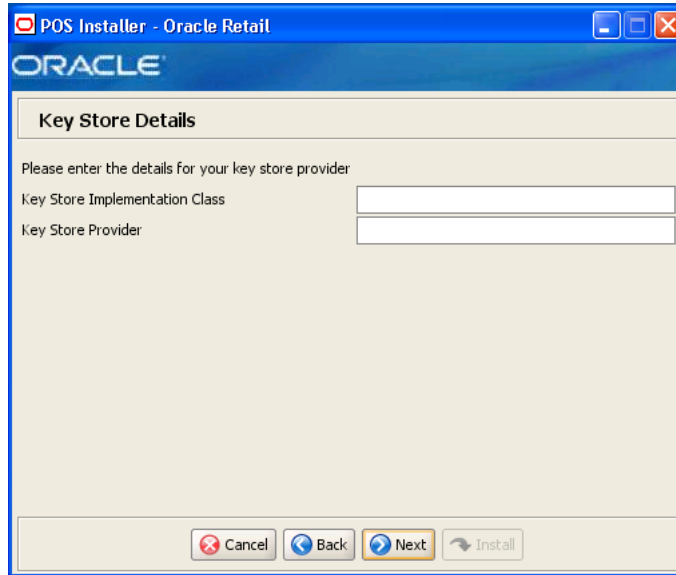 POS Installer - Oracle Retail
ORACLE
Key Store Details
Please enter the details for your key store provider
Key Store Implementation Class
Key Store Provider
Cancel Back Next Install